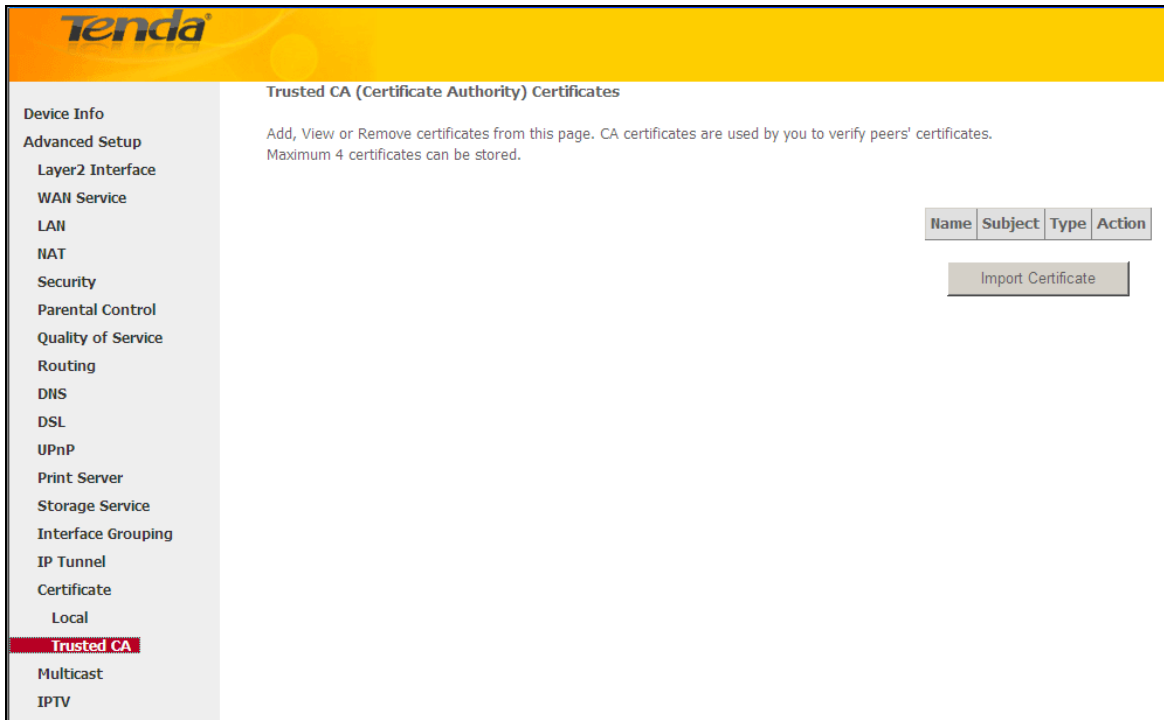 Tenda®
Device Info
Advanced Setup
Layer2 Interface
WAN Service
LAN
NAT
Security
Parental Control
Quality of Service
Routing
DNS
DSL
UPnP
Print Server
Storage Service
Interface Grouping
IP Tunnel
Certificate
Local
Trusted CA
Multicast
IPTV
Trusted CA (Certificate Authority) Certificates
Add, View or Remove certificates from this page. CA certificates are used by you to verify peers' certificates.
Maximum 4 certificates can be stored.
Name Subject Type Action
Import Certificate